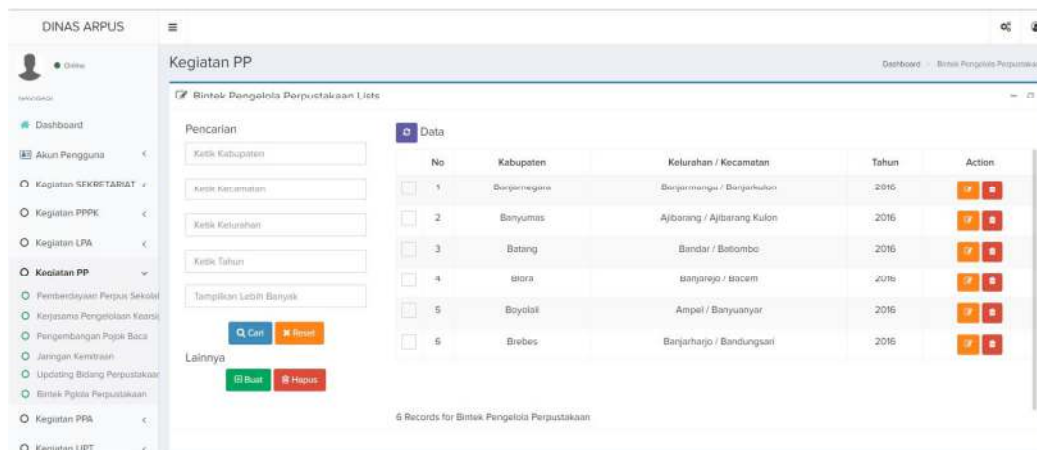 DINAS ARPUS
Online
Kegiatan PP
Dashboard
Bintek Pengelola Perpustakaan Lists
Dashboard
Akun Pengguna
Kegiatan SEKRETARIAT
Kegiatan PPPK
Kegiatan LPA
Kegiatan PP
Pemberdayaan Perpus Sekolah
Kerjasama Pengelolaan Kearsip
Pengembangan Pojok Baca
Jaringan Kemitraan
Updating Bidang Perpustakaan
Bintek Pglola Perpustakaan
Kegiatan PPA
Kegiatan UPT
Pencarian
Ketik Kabupaten
Ketik Kecamatan
Ketik Kelurahan
Ketik Tahun
Tampilkan Lebih Banyak
Cari Reset
Lainnya
Buat Hapus
Data
No Kabupaten Kelurahan / Kecamatan Tahun Action
1 Banjarnegara Banjarmangu / Banjarkulon 2016
2 Banyumas Ajibarang / Ajibarang Kulon 2016
3 Batang Bandar / Batiombo 2016
4 Blora Banjarejo / Bacem 2016
5 Boyolali Ampel / Banyuanyar 2016
6 Brebes Banjarharjo / Bandungsari 2016
6 Records for Bintek Pengelola Perpustakaan